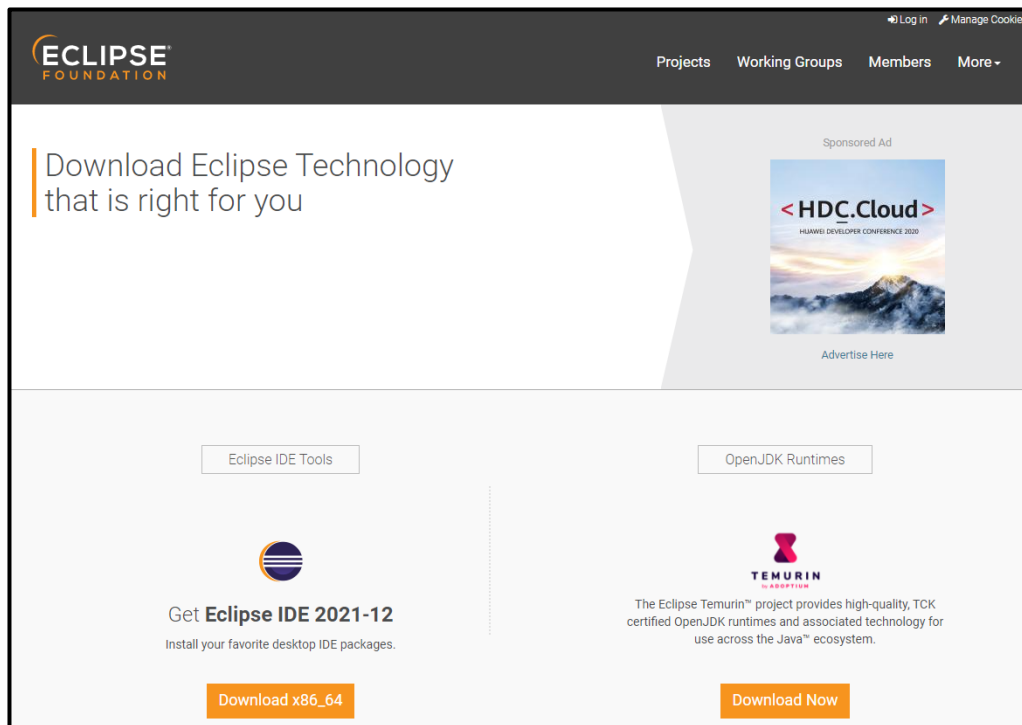 Log in Manage Cookie
ECLIPSE®
FOUNDATION
Projects Working Groups Members More
Download Eclipse Technology
that is right for you
Sponsored Ad
<HDC.Cloud>
HUAWEI DEVELOPER CONFERENCE 2020
Advertise Here
Eclipse IDE Tools
Get Eclipse IDE 2021-12
Install your favorite desktop IDE packages.
Download x86_64
OpenJDK Runtimes
TEMURIN
by ADOPTIUM
The Eclipse Temurin™ project provides high-quality, TCK
certified OpenJDK runtimes and associated technology for
use across the Java™ ecosystem.
Download Now